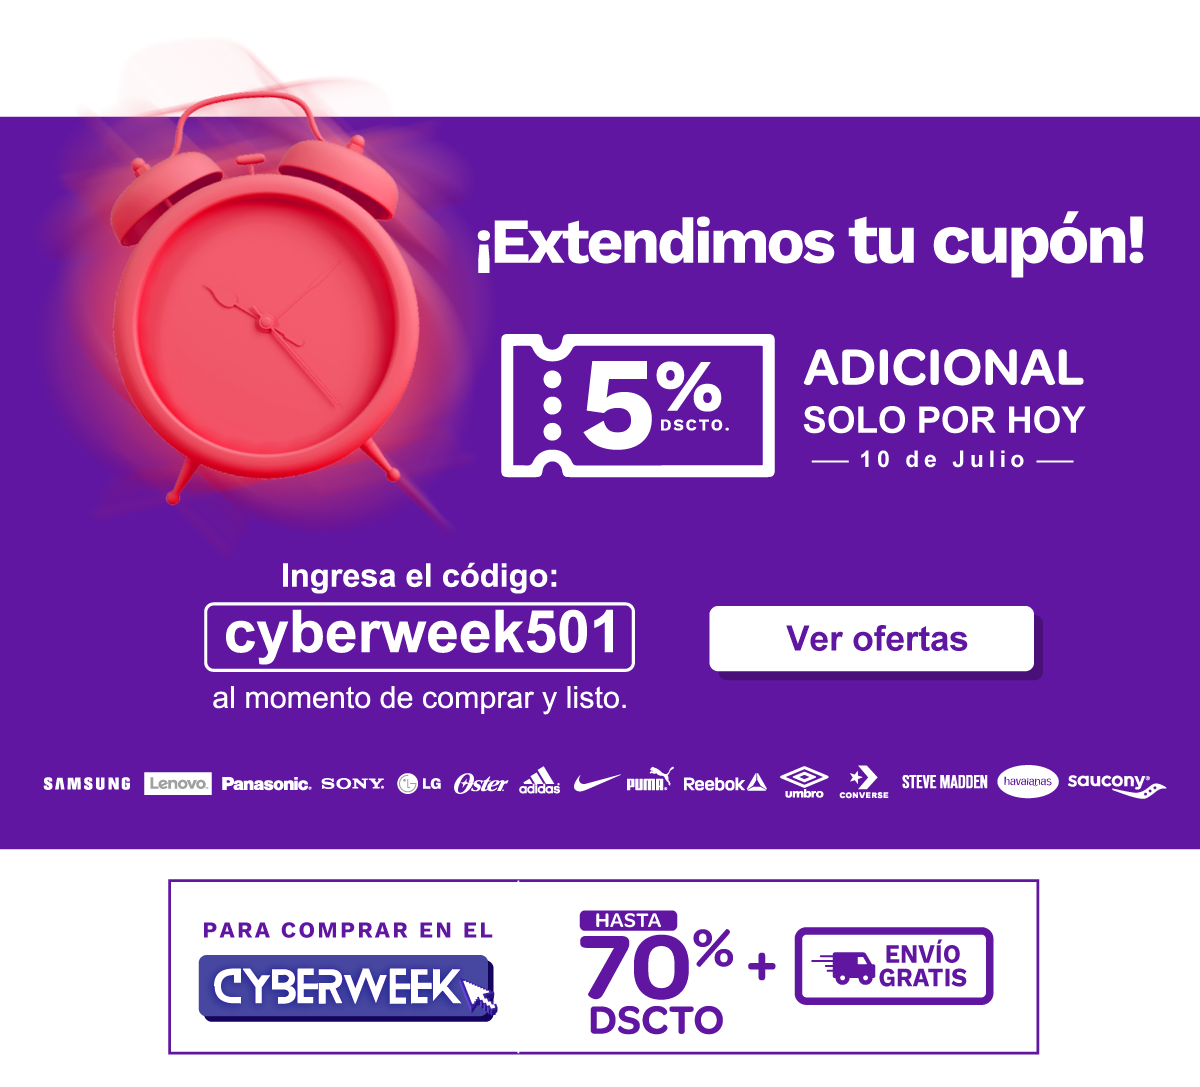 ¡Extendimos tu cupón!
5% DSCTO.
ADICIONAL
SOLO POR HOY
10 de Julio
Ingresa el código:
cyberweek501
al momento de comprar y listo.
Ver ofertas
SAMSUNG Lenovo. Panasonic. SONY. LG Oster adidas PUMA. Reebok umbro CONVERSE STEVE MADDEN havaianas saucony
PARA COMPRAR EN EL
CYBERWEEK
HASTA
70%
DSCTO
+
ENVÍO
GRATIS